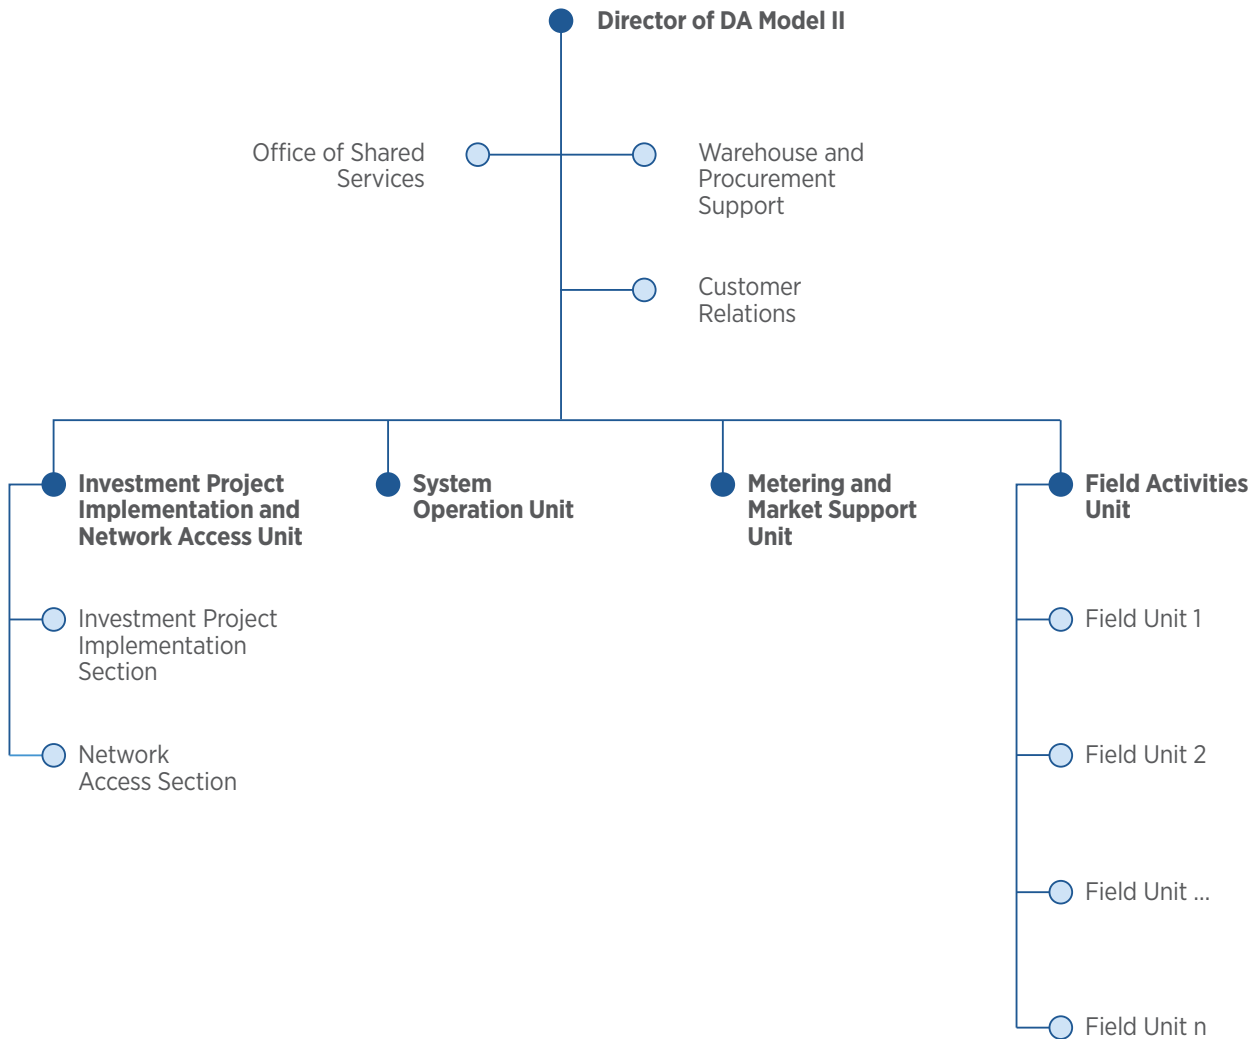 Director of DA Model II
Office of Shared
Services
Warehouse and
Procurement
Support
Customer
Relations
Investment Project
Implementation and
Network Access Unit
System
Operation Unit
Metering and
Market Support
Unit
Field Activities
Unit
Investment Project
Implementation
Section
Network
Access Section
Field Unit 1
Field Unit 2
Field Unit ...
Field Unit n